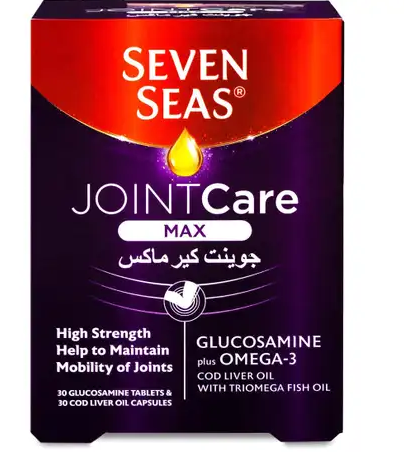 SEVEN
SEAS®
JOINTCare
MAX
جوينت كير ماكس
High Strength
Help to Maintain
Mobility of Joints
30 GLUCOSAMINE TABLETS &
30 COD LIVER OIL CAPSULES
GLUCOSAMINE
plus OMEGA-3
COD LIVER OIL
WITH TRIOMEGA FISH OIL